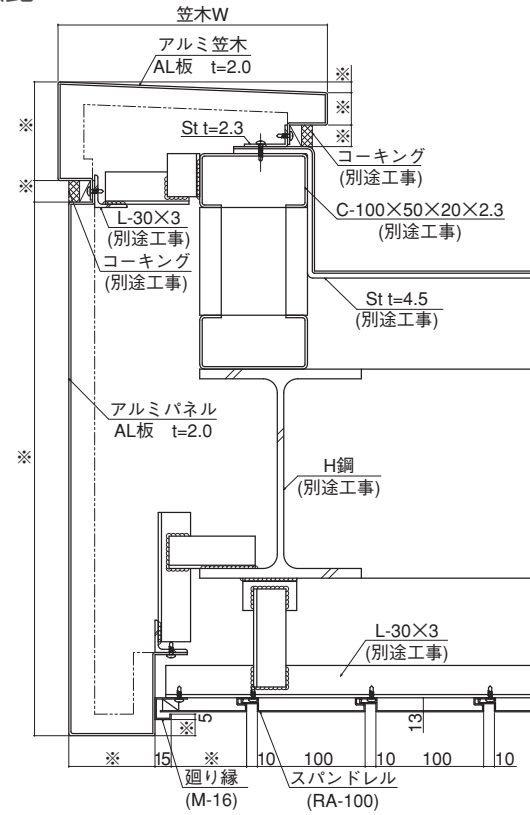 笠木W
アルミ笠木
AL板 t=2.0
※
※
※
※
St t=2.3
コーキング
(別途工事)
※
C-100×50×20×2.3
(別途工事)
L-30×3
(別途工事)
コーキング
(別途工事)
St t=4.5
(別途工事)
アルミパネル
AL板 t=2.0
※
H鋼
(別途工事)
L-30×3
(別途工事)
5
※
13
※ 15 ※ 10 100 10 100 10
廻り縁
(M-16)
スパンドレル
(RA-100)